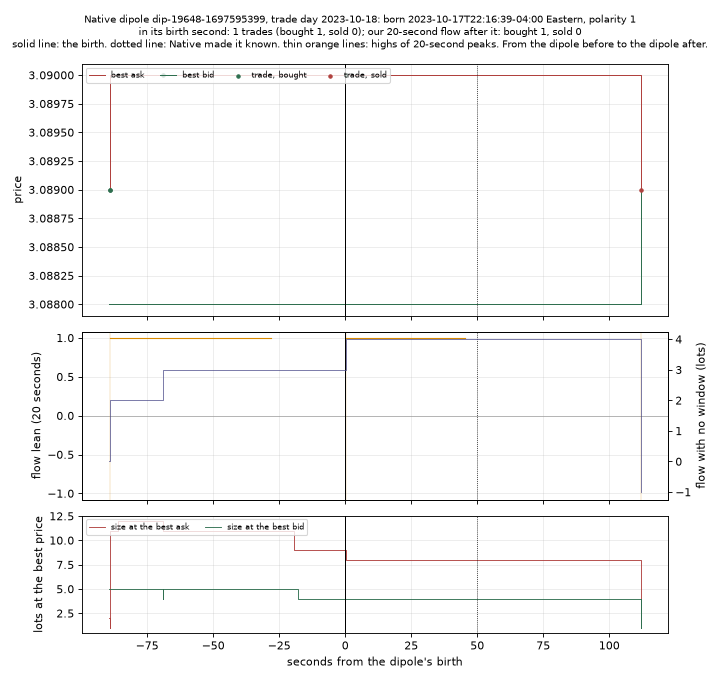 Native dipole dip-19648-1697595399, trade day 2023-10-18: born 2023-10-17T22:16:39-04:00 Eastern, polarity 1
in its birth second: 1 trades (bought 1, sold 0); our 20-second flow after it: bought 1, sold 0
solid line: the birth. dotted line: Native made it known. thin orange lines: highs of 20-second peaks. From the dipole before to the dipole after.
best ask
best bid
trade, bought
trade, sold
3.09000
3.08975
3.08950
3.08925
3.08900
3.08875
3.08850
3.08825
3.08800
price
1.0
0.5
0.0
−0.5
−1.0
flow lean (20 seconds)
4
3
2
1
0
−1
flow with no window (lots)
size at the best ask
size at the best bid
12.5
10.0
7.5
5.0
2.5
lots at the best price
−75
−50
−25
0
25
50
75
100
seconds from the dipole's birth